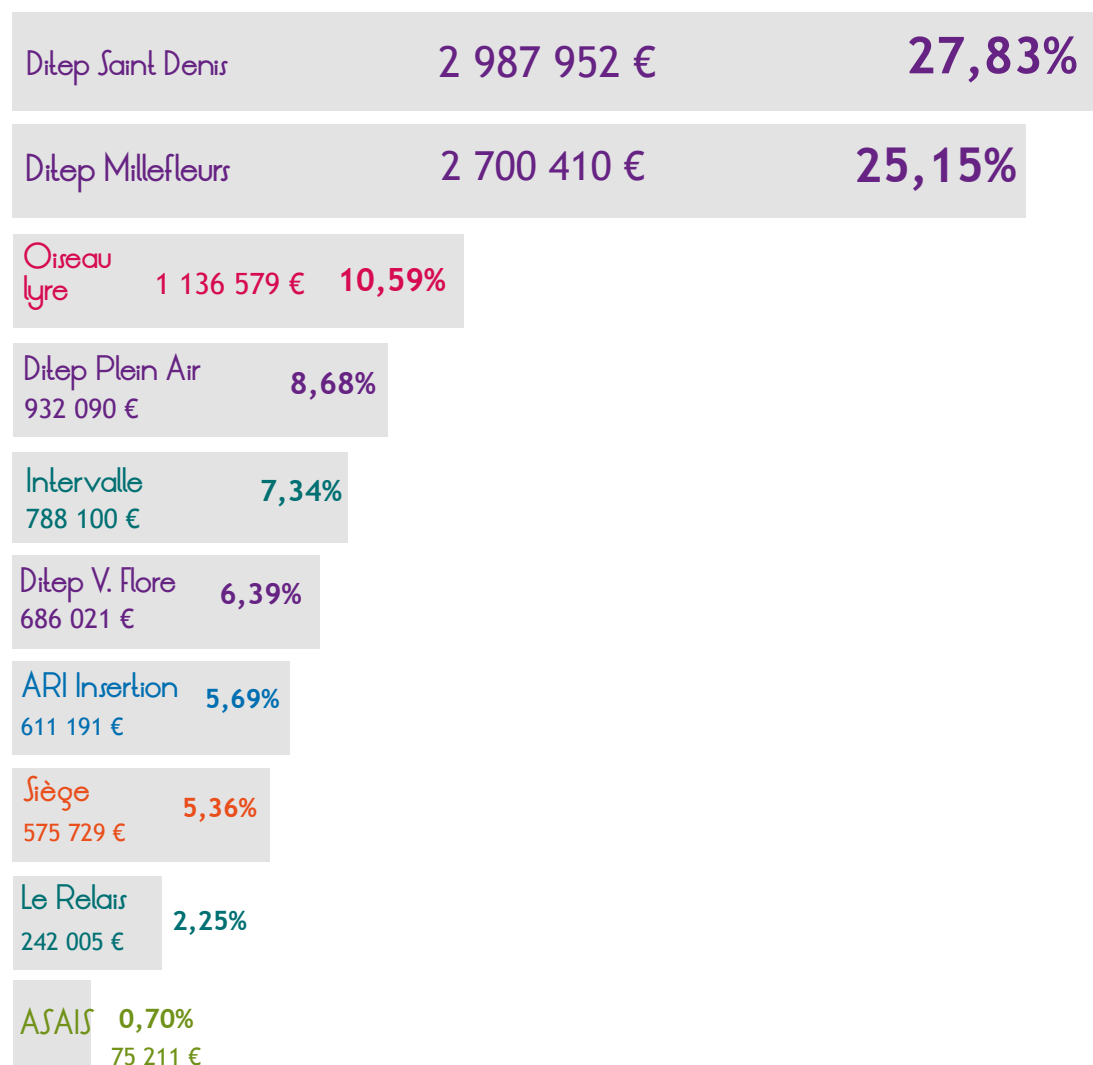 Ditep Saint Denis 2 987 952 € 27,83%
Ditep Millefleurs 2 700 410 € 25,15%
Oiseau
lyre 1 136 579 € 10,59%
Ditep Plein Air 8,68%
932 090 €
Intervalle 7,34%
788 100 €
Ditep V. Flore 6,39%
686 021 €
ARI Insertion 5,69%
611 191 €
Siège 5,36%
575 729 €
Le Relais 2,25%
242 005 €
ASAIS 0,70%
75 211 €